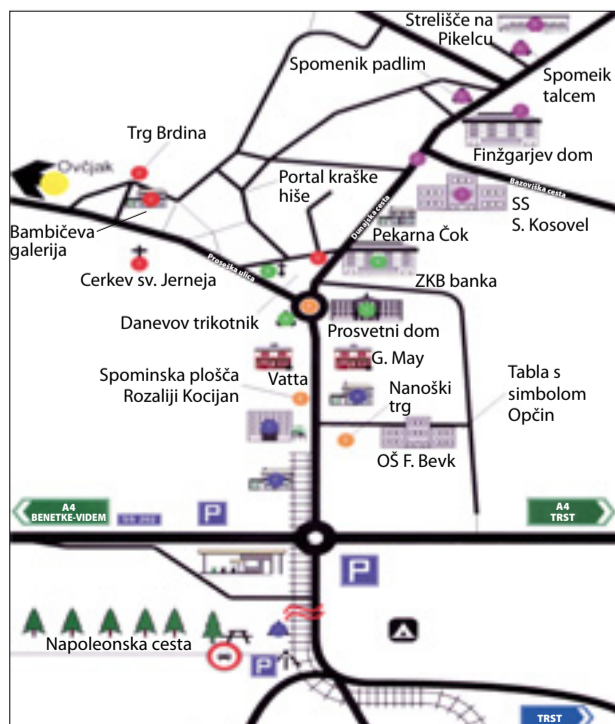 Strelišče na
Pikelcu
Spomenik padlim
Spomeik
talcem
Trg Brdina
Finžgarjev dom
Ovčjak
Portal kraške
hiše
Bazoviška cesta
Dunajska cesta
SS
S. Kosovel
Bambičeva
galerija
Pekarna Čok
Proseška ulica
Cerkev sv. Jerneja
ZKB banka
Danevov trikotnik
Prosvetni dom
G. May
Vatta
Spominska plošča
Rozaliji Kocijan
Nanoški
trg
Tabla s
simbolom
Opčin
OŠ F. Bevk
A4
BENETKE-VIDEM
SS 202
P
A4
TRST
P
Napoleonska cesta
P
TRST